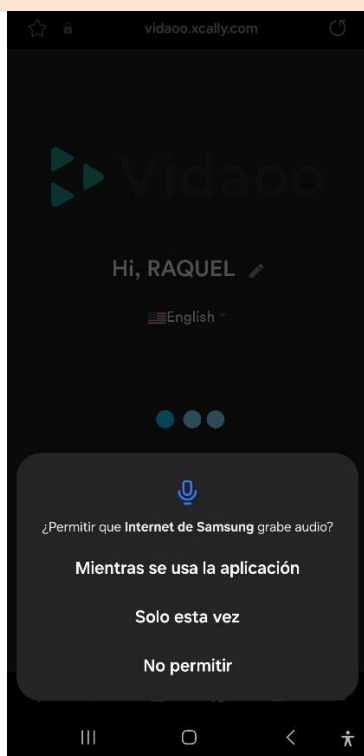 vidaoo.xcally.com
Vidaoo
Hi, RAQUEL
English
¿Permitir que Internet de Samsung grabe audio?
Mientras se usa la aplicación
Solo esta vez
No permitir